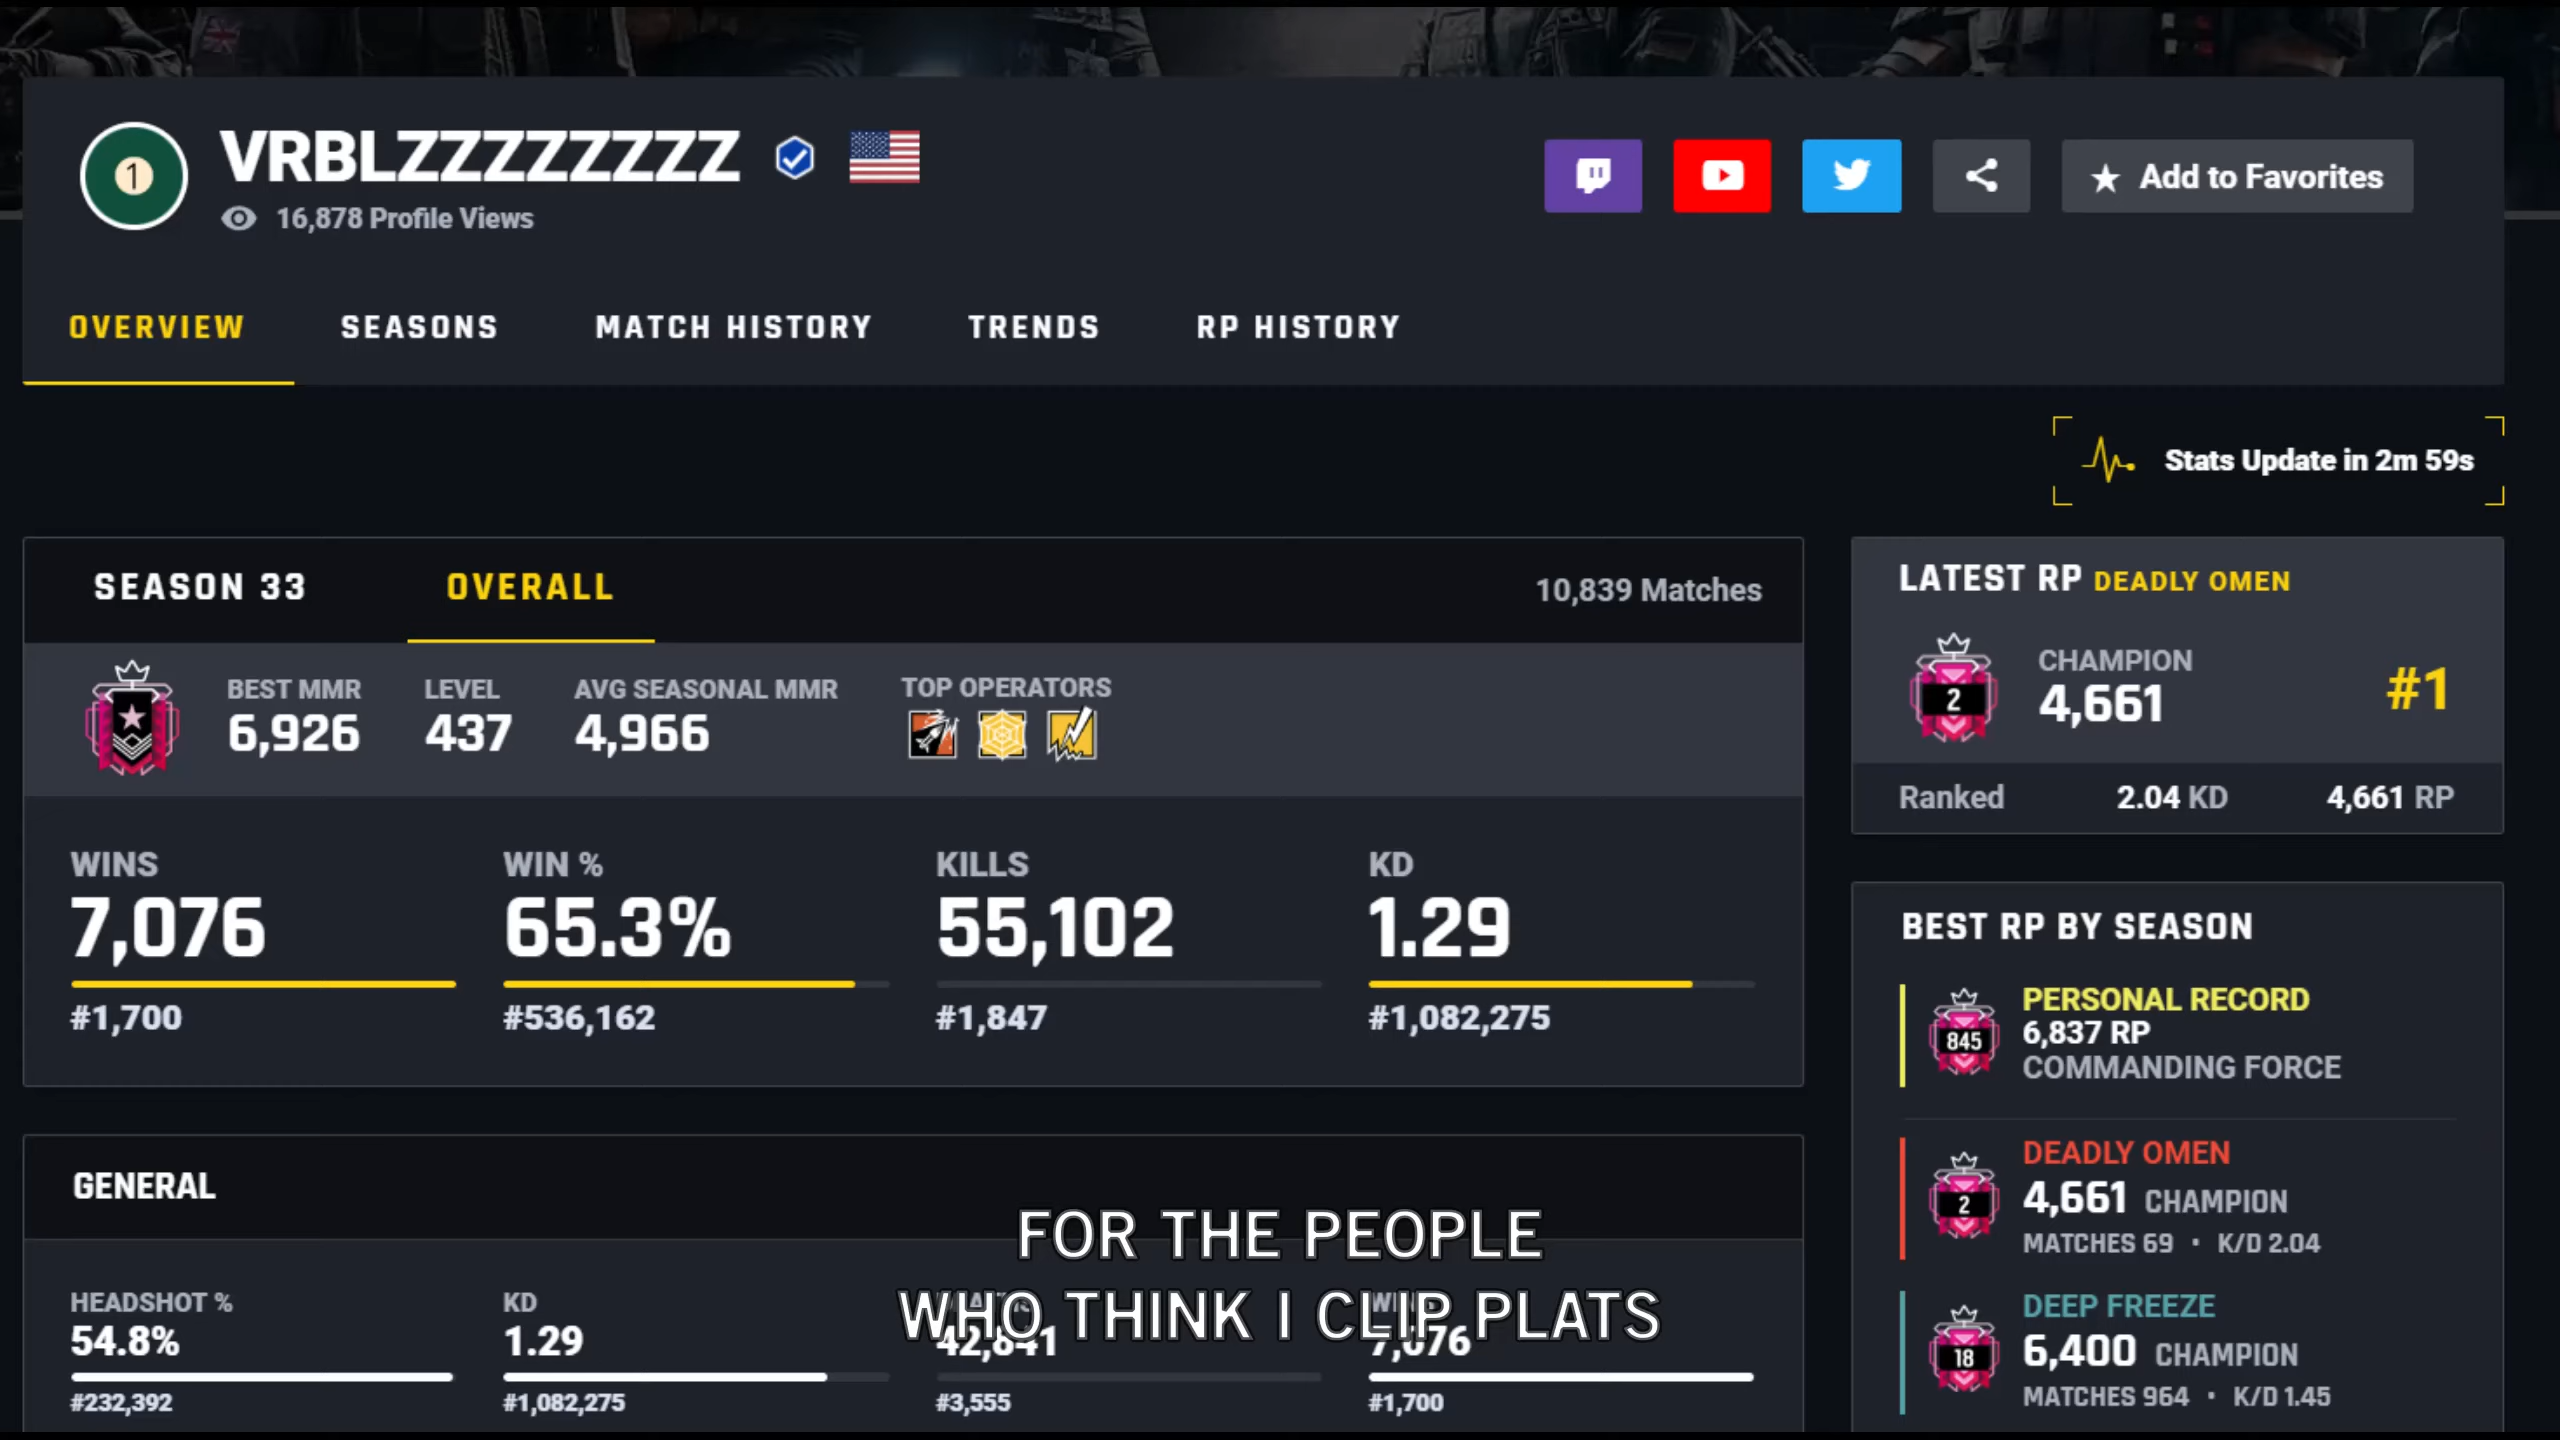 1
VRBLZZZZZZZZ
16,878 Profile Views
Add to Favorites
OVERVIEW
SEASONS
MATCH HISTORY
TRENDS
RP HISTORY
Stats Update in 2m 59s
SEASON 33
OVERALL
10,839 Matches
BEST MMR
6,926
LEVEL
437
AVG SEASONAL MMR
4,966
TOP OPERATORS
WINS
7,076
#1,700
WIN %
65.3%
#536,162
KILLS
55,102
#1,847
KD
1.29
#1,082,275
LATEST RP DEADLY OMEN
2
CHAMPION
4,661
#1
Ranked
2.04 KD
4,661 RP
BEST RP BY SEASON
845
PERSONAL RECORD
6,837 RP
COMMANDING FORCE
2
DEADLY OMEN
4,661 CHAMPION
MATCHES 69 • K/D 2.04
18
DEEP FREEZE
6,400 CHAMPION
MATCHES 964 • K/D 1.45
GENERAL
HEADSHOT %
54.8%
#232,392
KD
1.29
#1,082,275
42,841
#3,555
7,076
#1,700
FOR THE PEOPLE
WHO THINK I CLIP PLATS